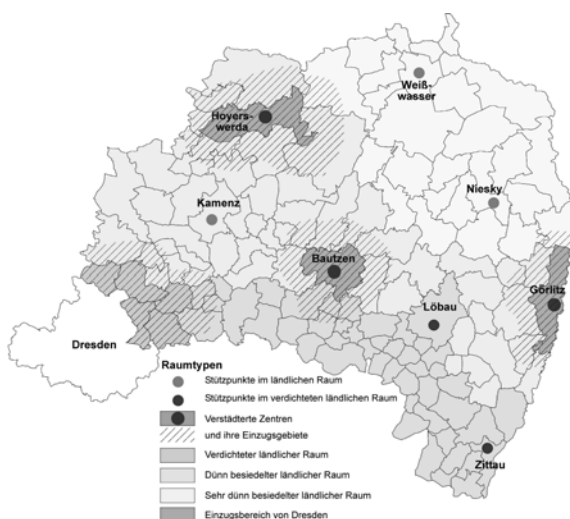 Weiß-
wasser
Hoyers-
werda
Niesky
Kamenz
Bautzen
Görlitz
Löbau
Dresden
Zittau
Raumtypen
Stützpunkte im ländlichen Raum
Stützpunkte im verdichteten ländlichen Raum
Verstädterte Zentren
und ihre Einzugsgebiete
Verdichteter ländlicher Raum
Dünn besiedelter ländlicher Raum
Sehr dünn besiedelter ländlicher Raum
Einzugsbereich von Dresden